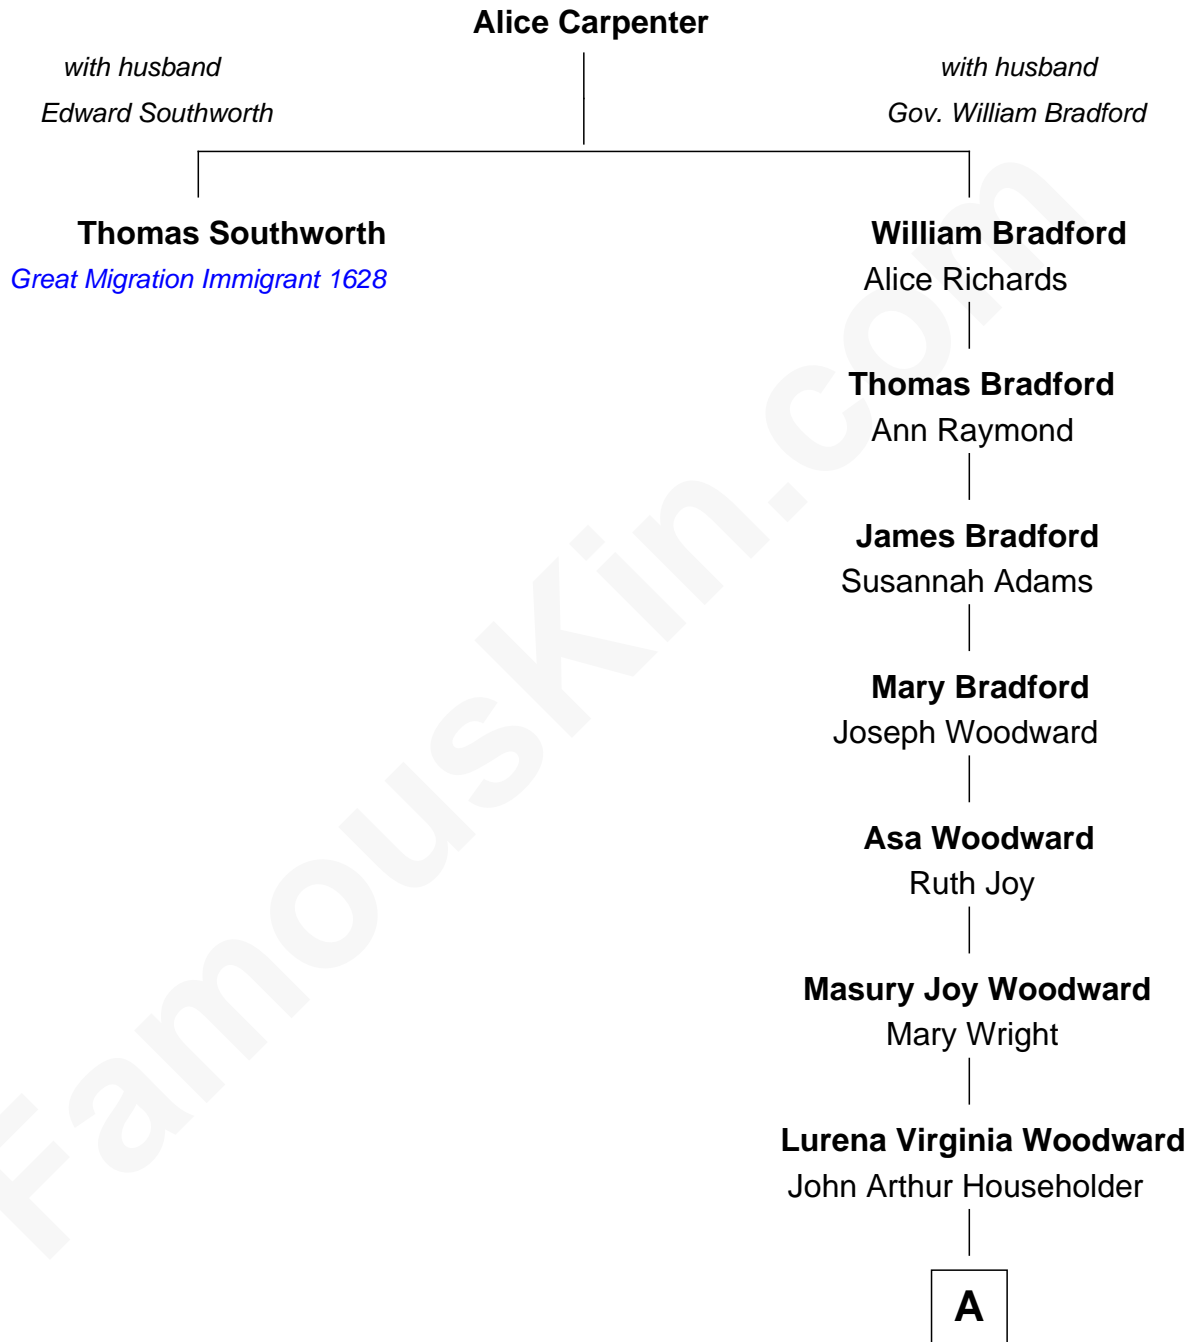 Alice Carpenter
with husband
Edward Southworth
with husband
Gov. William Bradford
Thomas Southworth
Great Migration Immigrant 1628
William Bradford
Alice Richards
Thomas Bradford
Ann Raymond
James Bradford
Susannah Adams
Mary Bradford
Joseph Woodward
Asa Woodward
Ruth Joy
Masury Joy Woodward
Mary Wright
Lurena Virginia Woodward
John Arthur Householder
A
FamousKin.com